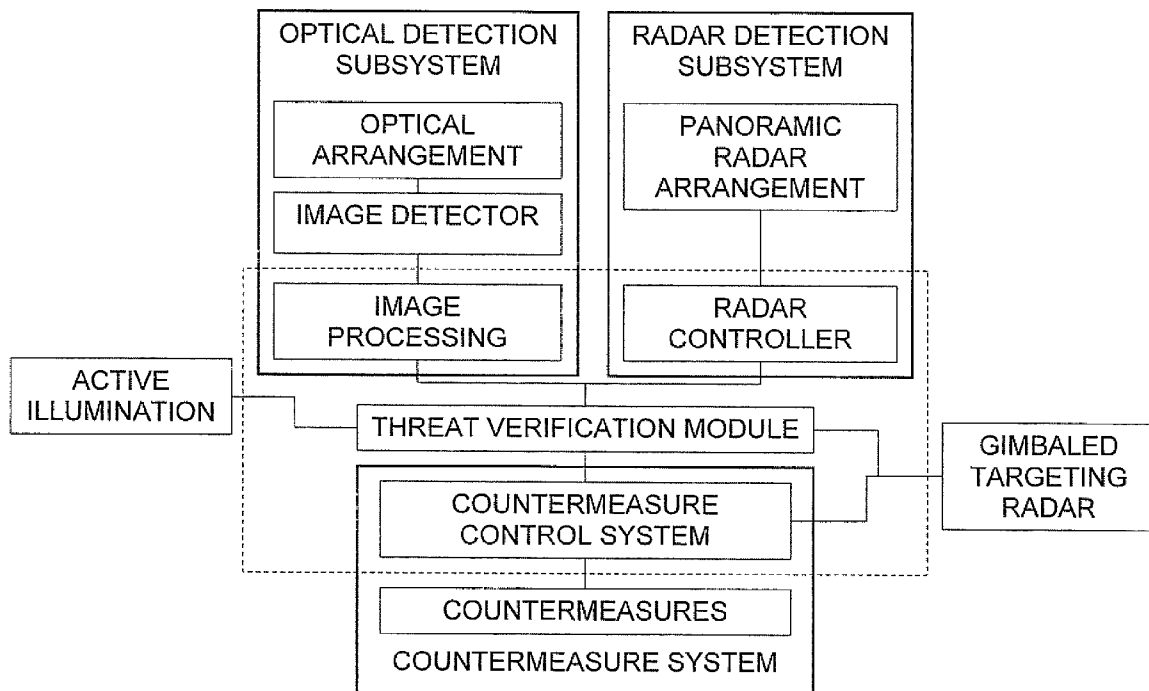 OPTICAL DETECTION
SUBSYSTEM
OPTICAL
ARRANGEMENT
IMAGE DETECTOR
IMAGE
PROCESSING
RADAR DETECTION
SUBSYSTEM
PANORAMIC
RADAR
ARRANGEMENT
RADAR
CONTROLLER
ACTIVE
ILLUMINATION
THREAT VERIFICATION MODULE
GIMBALED
TARGETING
RADAR
COUNTERMEASURE
CONTROL SYSTEM
COUNTERMEASURES
COUNTERMEASURE SYSTEM